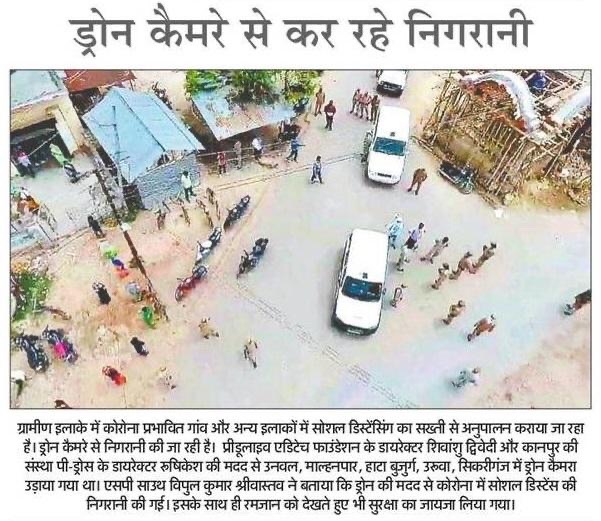 ड्रोन कैमरे से कर रहे निगरानी
ग्रामीण इलाके में कोरोना प्रभावित गांव और अन्य इलाकों में सोशल डिस्टेंसिंग का सख्ती से अनुपालन कराया जा रहा
है। ड्रोन कैमरे से निगरानी की जा रही है। प्रीडूलाइव एडिटेच फाउंडेशन के डायरेक्टर शिवांशु द्विवेदी और कानपुर की
संस्था पी-ड्रोस के डायरेक्टर रूषिकेश की मदद से उनवल, माल्हनपार, हाटा बुजुर्ग, उरूवा, सिकरीगंज में ड्रोन कैमरा
उड़ाया गया था। एसपी साउथ विपुल कुमार श्रीवास्तव ने बताया कि ड्रोन की मदद से कोरोना में सोशल डिस्टेंस की
निगरानी की गई। इसके साथ ही रमजान को देखते हुए भी सुरक्षा का जायजा लिया गया।